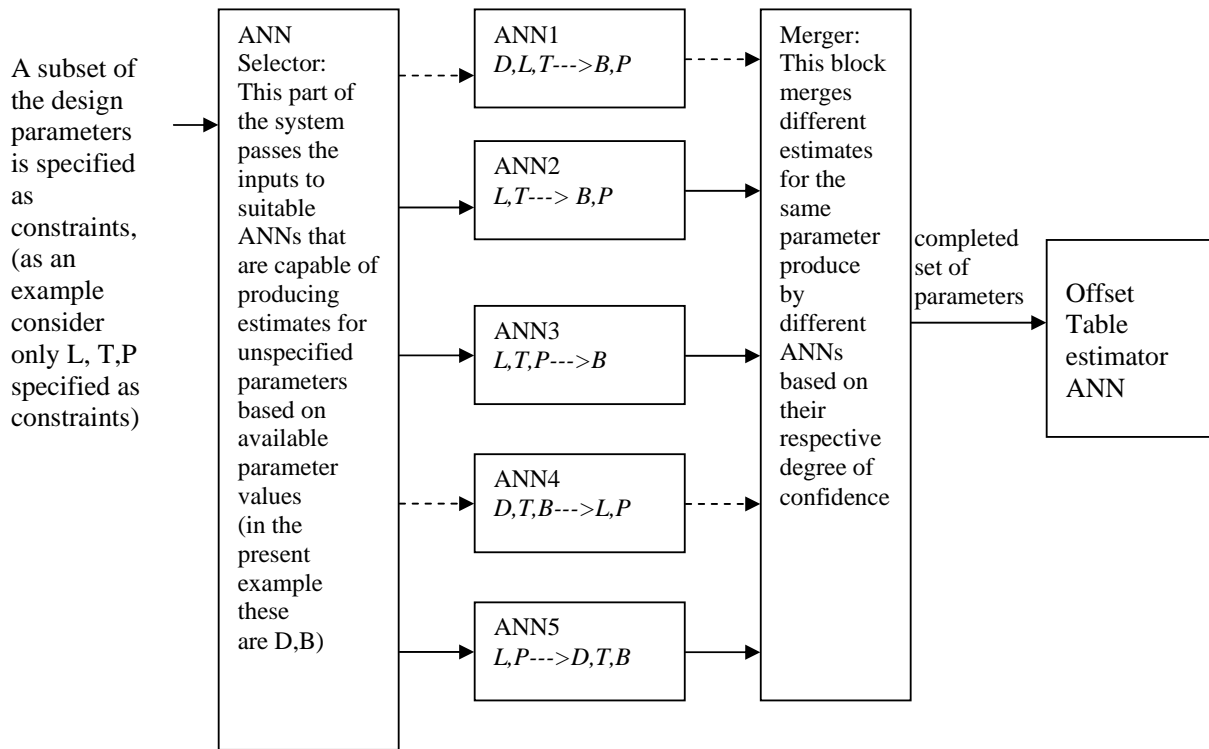 A subset of
the design
parameters
is specified
as
constraints,
(as an
example
consider
only L, T,P
specified as
constraints)
ANN
Selector:
This part of
the system
passes the
inputs to
suitable
ANNs that
are capable of
producing
estimates for
unspecified
parameters
based on
available
parameter
values
(in the
present
example
these
are D,B)
ANN1
D,L,T--->B,P
ANN2
L,T---> B,P
ANN3
L,T,P--->B
ANN4
D,T,B--->L,P
ANN5
L,P--->D,T,B
Merger:
This block
merges
different
estimates
for the
same
parameter
produce
by
different
ANNs
based on
their
respective
degree of
confidence
completed
set of
parameters
Offset
Table
estimator
ANN